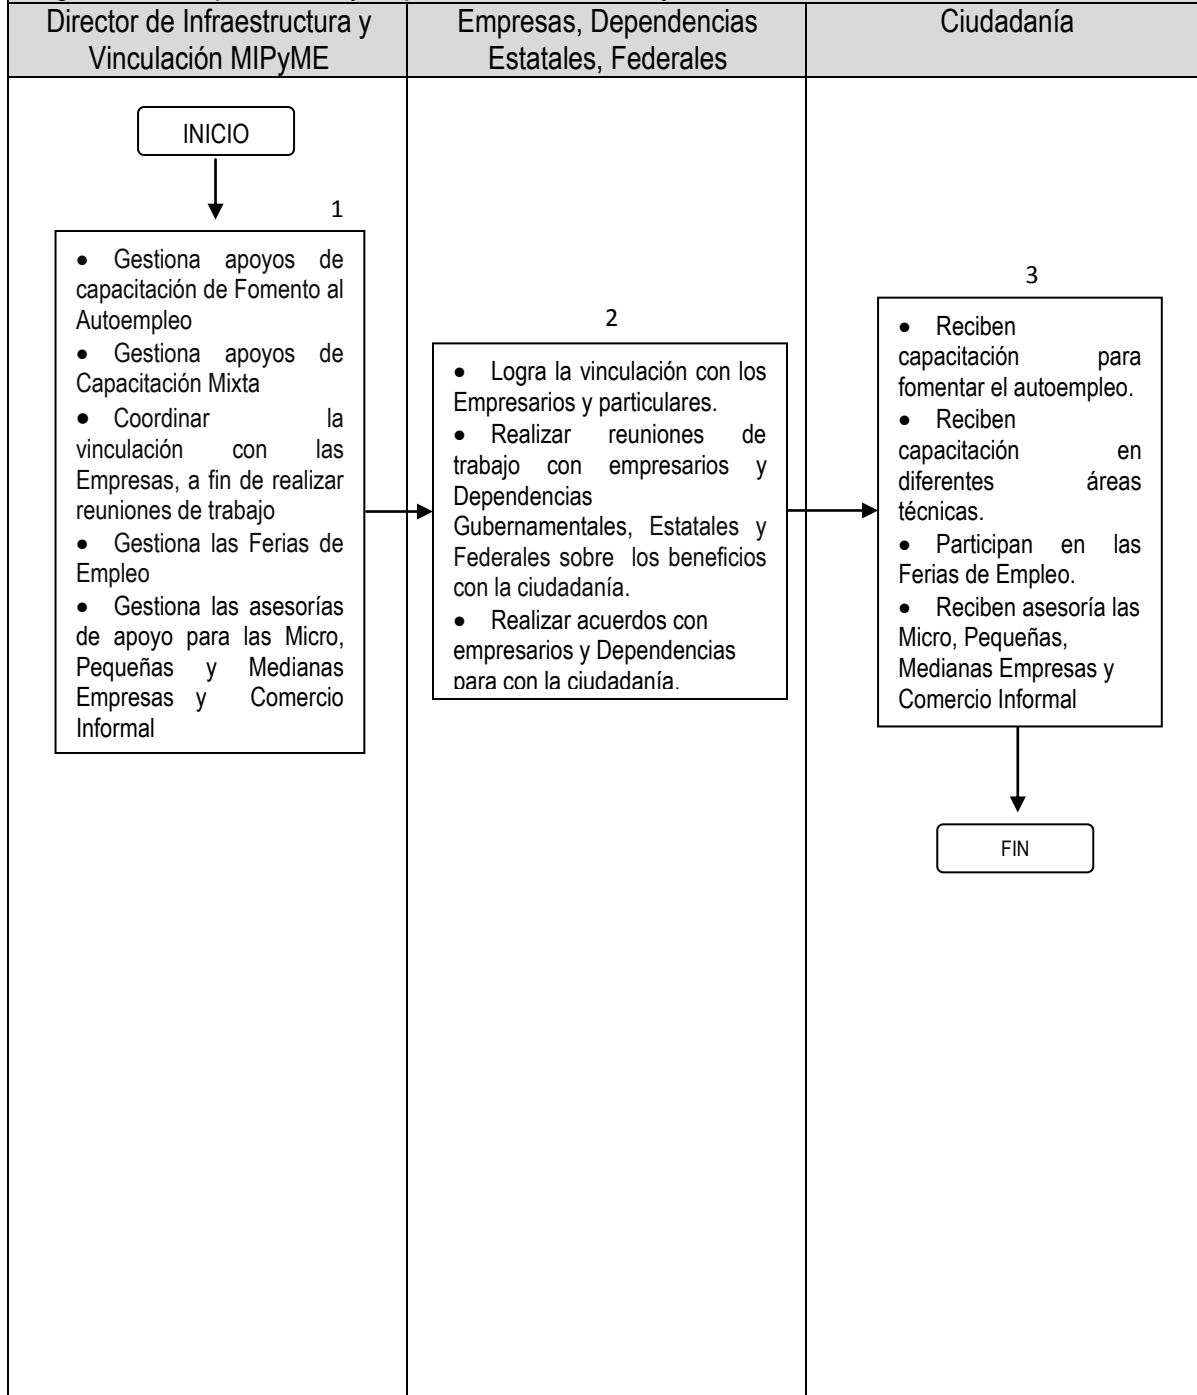 Director de Infraestructura y
Vinculación MIPyME
Empresas, Dependencias
Estatales, Federales
Ciudadanía
INICIO
1
• Gestiona apoyos de
capacitación de Fomento al
Autoempleo
• Gestiona apoyos de
Capacitación Mixta
• Coordinar la
vinculación con las
Empresas, a fin de realizar
reuniones de trabajo
• Gestiona las Ferias de
Empleo
• Gestiona las asesorías
de apoyo para las Micro,
Pequeñas y Medianas
Empresas y Comercio
Informal
2
• Logra la vinculación con los
Empresarios y particulares.
• Realizar reuniones de
trabajo con empresarios y
Dependencias
Gubernamentales, Estatales y
Federales sobre los beneficios
con la ciudadanía.
• Realizar acuerdos con
empresarios y Dependencias
para con la ciudadanía.
3
• Reciben
capacitación para
fomentar el autoempleo.
• Reciben
capacitación en
diferentes áreas
técnicas.
• Participan en las
Ferias de Empleo.
• Reciben asesoría las
Micro, Pequeñas,
Medianas Empresas y
Comercio Informal
FIN